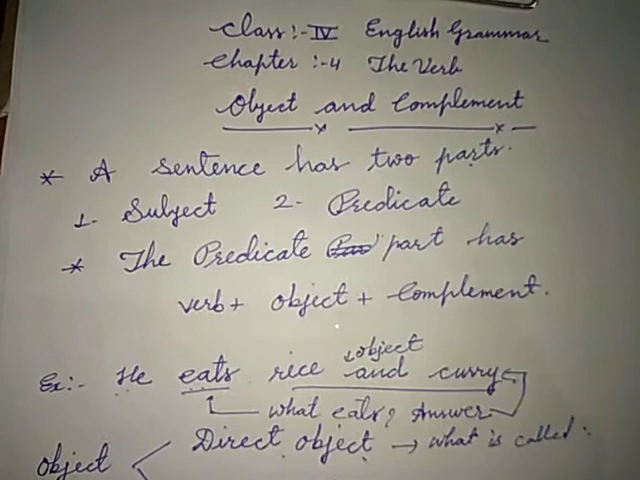 Class:- IV English Grammar
Chapter :- 4 The Verb
Object and Complement
* A sentence has two parts.
1- Subject 2- Predicate
* The Predicate part has
verb + object + Complement.
object
Ex:- He eats rice and curry
what eats? Answer
Direct object → what is called
Object